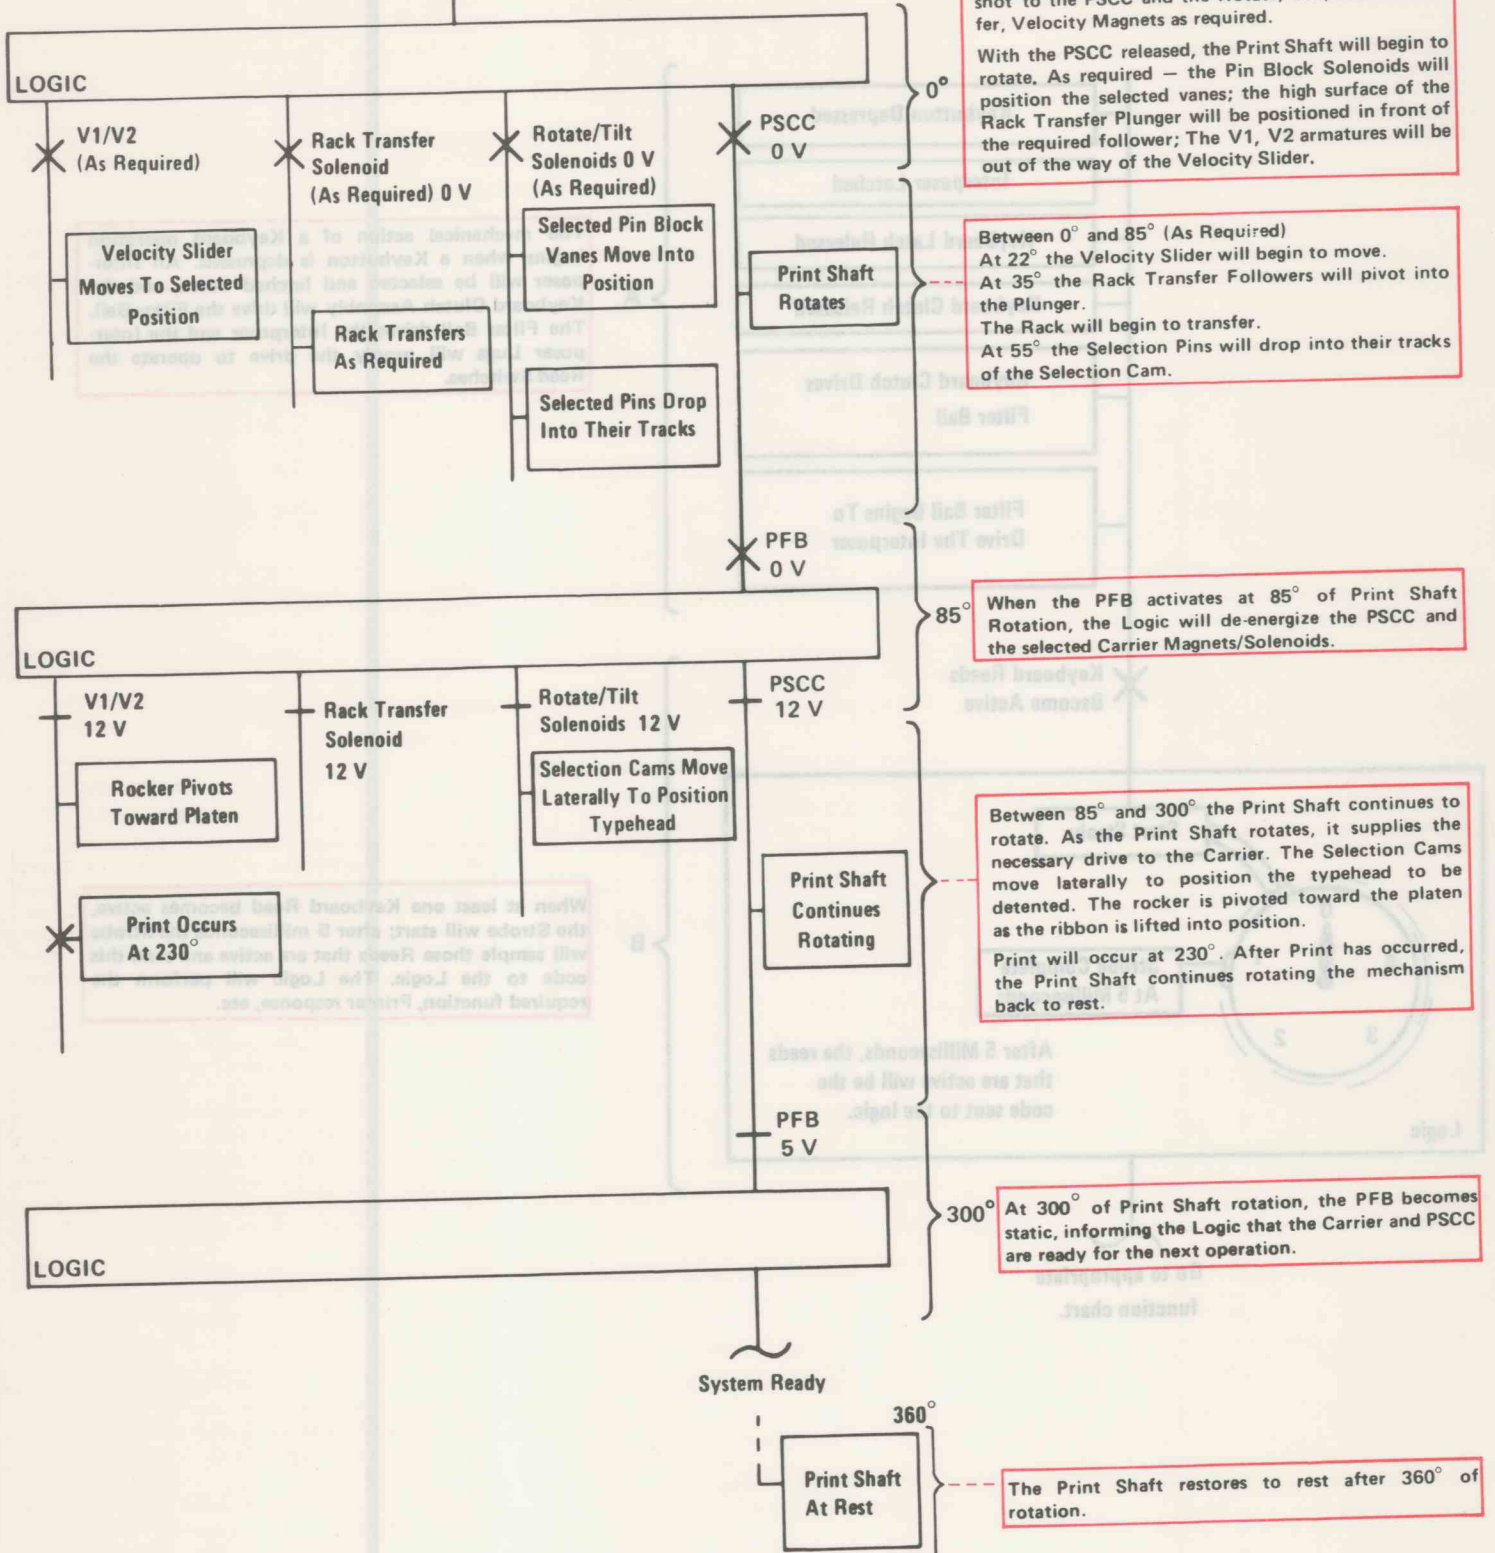 fer, Velocity Magnets as required.
With the PSCC released, the Print Shaft will begin to
rotate. As required — the Pin Block Solenoids will
position the selected vanes; the high surface of the
Rack Transfer Plunger will be positioned in front of
the required follower; The V1, V2 armatures will be
out of the way of the Velocity Slider.
LOGIC
0°
V1/V2
(As Required)
Rack Transfer
Solenoid
(As Required) 0 V
Rotate/Tilt
Solenoids 0 V
(As Required)
PSCC
0 V
Velocity Slider
Moves To Selected
Position
Rack Transfers
As Required
Selected Pin Block
Vanes Move Into
Position
Selected Pins Drop
Into Their Tracks
Print Shaft
Rotates
Between 0° and 85° (As Required)
At 22° the Velocity Slider will begin to move.
At 35° the Rack Transfer Followers will pivot into
the Plunger.
The Rack will begin to transfer.
At 55° the Selection Pins will drop into their tracks
of the Selection Cam.
PFB
0 V
LOGIC
85°
When the PFB activates at 85° of Print Shaft
Rotation, the Logic will de-energize the PSCC and
the selected Carrier Magnets/Solenoids.
V1/V2
12 V
Rack Transfer
Solenoid
12 V
Rotate/Tilt
Solenoids 12 V
PSCC
12 V
Rocker Pivots
Toward Platen
Selection Cams Move
Laterally To Position
Typehead
Print Occurs
At 230°
Print Shaft
Continues
Rotating
Between 85° and 300° the Print Shaft continues to
rotate. As the Print Shaft rotates, it supplies the
necessary drive to the Carrier. The Selection Cams
move laterally to position the typehead to be
detented. The rocker is pivoted toward the platen
as the ribbon is lifted into position.
Print will occur at 230°. After Print has occurred,
the Print Shaft continues rotating the mechanism
back to rest.
PFB
5 V
LOGIC
300°
At 300° of Print Shaft rotation, the PFB becomes
static, informing the Logic that the Carrier and PSCC
are ready for the next operation.
System Ready
360°
Print Shaft
At Rest
The Print Shaft restores to rest after 360° of
rotation.